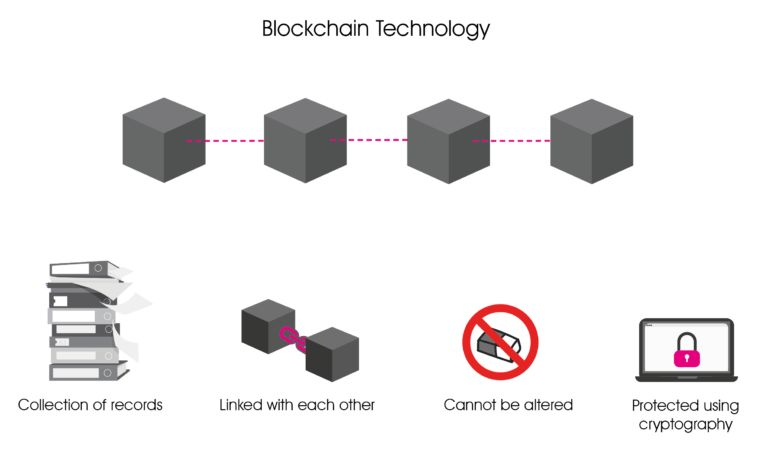 Blockchain Technology
Collection of records
Linked with each other
Cannot be altered
Protected using
cryptography